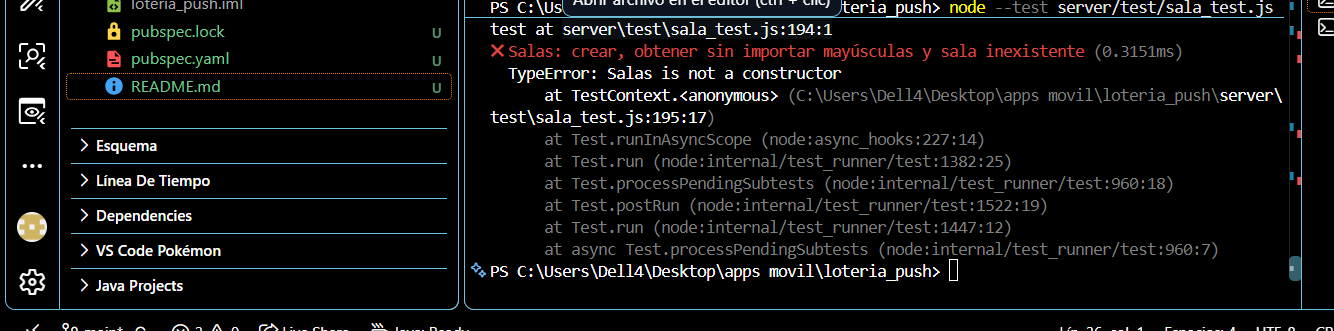 loteria_push.iml
pubspec.lock U
pubspec.yaml U
README.md U
Esquema
Línea De Tiempo
Dependencies
VS Code Pokémon
Java Projects
Abrir archivo en el editor (ctrl + clic)
PS C:\Us loteria_push> node --test server/test/sala_test.js
test at server\test\sala_test.js:194:1
Salas: crear, obtener sin importar mayúsculas y sala inexistente (0.3151ms)
TypeError: Salas is not a constructor
at TestContext.<anonymous> (C:\Users\Dell4\Desktop\apps movil\loteria_push\server\
test\sala_test.js:195:17)
at Test.runInAsyncScope (node:async_hooks:227:14)
at Test.run (node:internal/test_runner/test:1382:25)
at Test.processPendingSubtests (node:internal/test_runner/test:960:18)
at Test.postRun (node:internal/test_runner/test:1522:19)
at Test.run (node:internal/test_runner/test:1447:12)
at async Test.processPendingSubtests (node:internal/test_runner/test:960:7)
PS C:\Users\Dell4\Desktop\apps movil\loteria_push>
Live Share Java: Ready